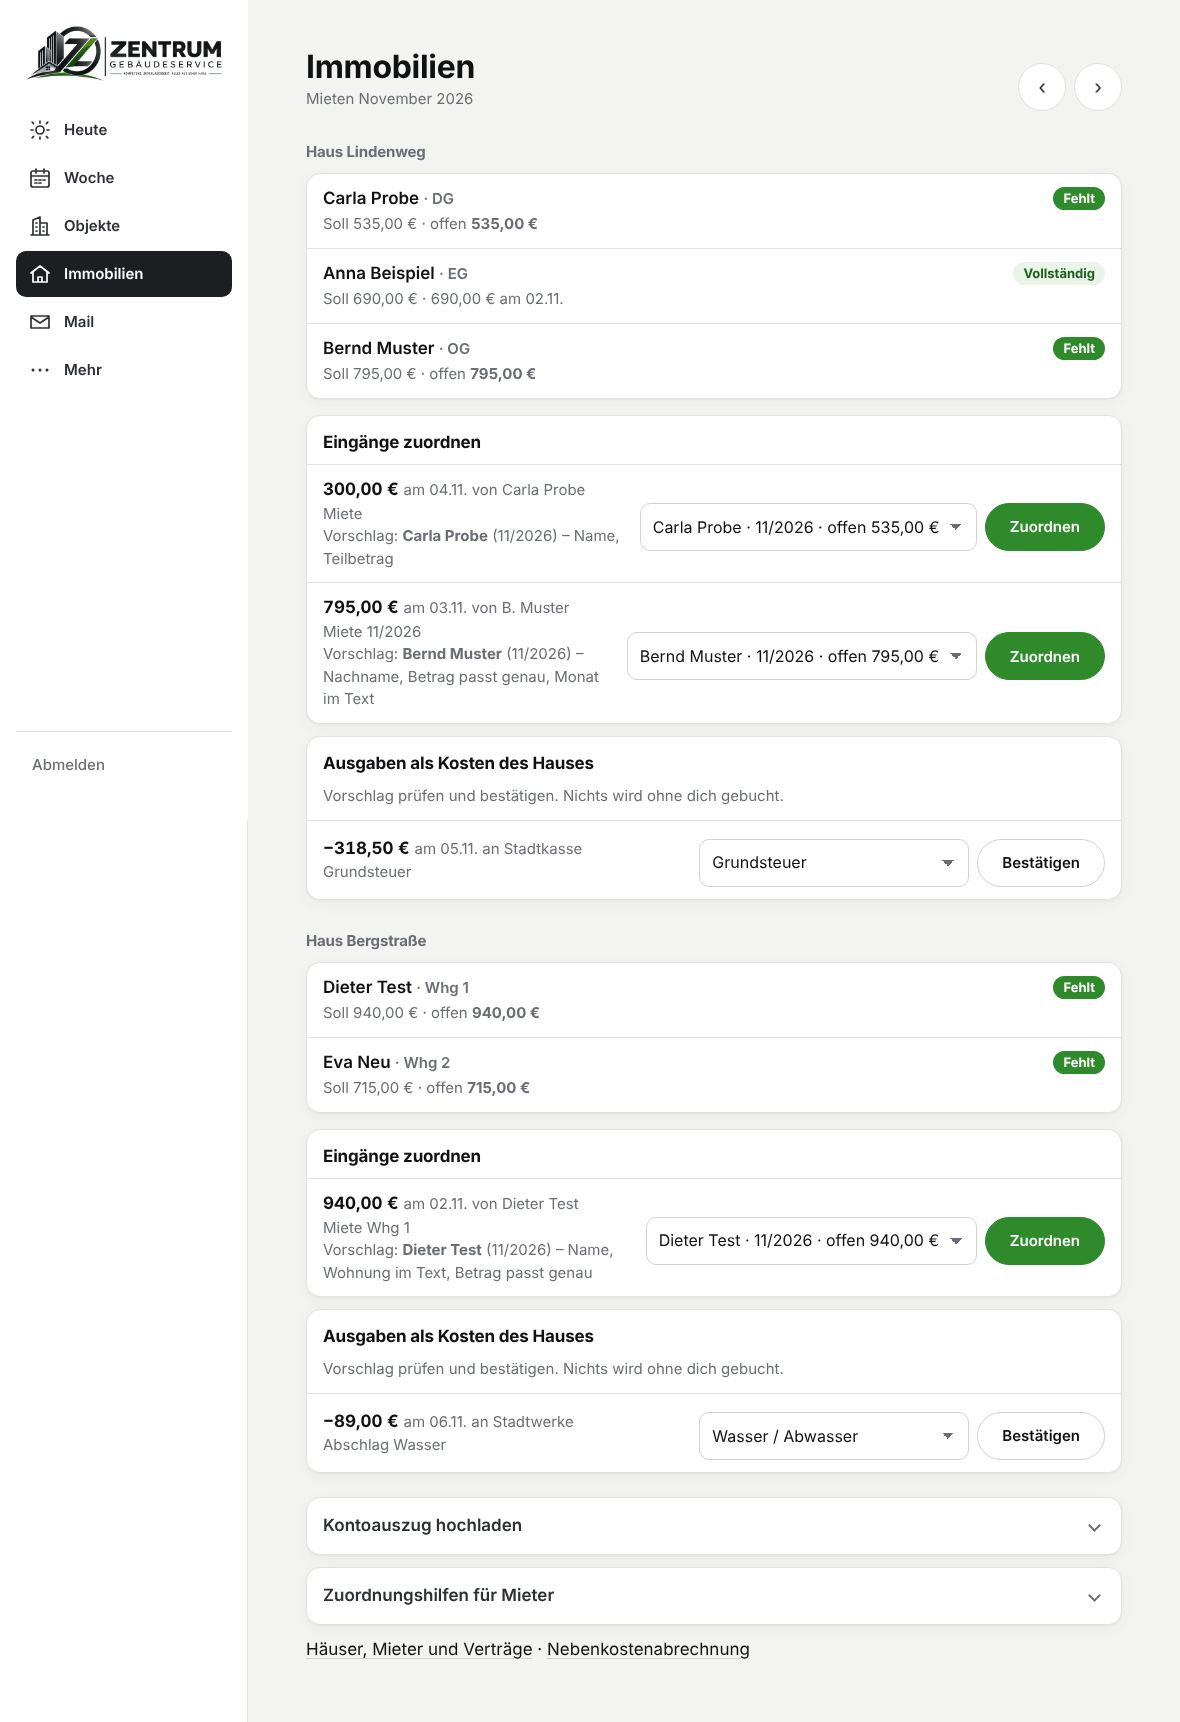 ZENTRUM
GEBÄUDESERVICE
Heute
Woche
Objekte
Immobilien
Mail
Mehr
Abmelden
Immobilien
Mieten November 2026
‹ ›
Haus Lindenweg
Carla Probe · DG Fehlt
Soll 535,00 € · offen 535,00 €
Anna Beispiel · EG Vollständig
Soll 690,00 € · 690,00 € am 02.11.
Bernd Muster · OG Fehlt
Soll 795,00 € · offen 795,00 €
Eingänge zuordnen
300,00 € am 04.11. von Carla Probe
Miete
Vorschlag: Carla Probe (11/2026) – Name,
Teilbetrag
Carla Probe · 11/2026 · offen 535,00 € Zuordnen
795,00 € am 03.11. von B. Muster
Miete 11/2026
Vorschlag: Bernd Muster (11/2026) –
Nachname, Betrag passt genau, Monat
im Text
Bernd Muster · 11/2026 · offen 795,00 € Zuordnen
Ausgaben als Kosten des Hauses
Vorschlag prüfen und bestätigen. Nichts wird ohne dich gebucht.
−318,50 € am 05.11. an Stadtkasse
Grundsteuer
Grundsteuer Bestätigen
Haus Bergstraße
Dieter Test · Whg 1 Fehlt
Soll 940,00 € · offen 940,00 €
Eva Neu · Whg 2 Fehlt
Soll 715,00 € · offen 715,00 €
Eingänge zuordnen
940,00 € am 02.11. von Dieter Test
Miete Whg 1
Vorschlag: Dieter Test (11/2026) – Name,
Wohnung im Text, Betrag passt genau
Dieter Test · 11/2026 · offen 940,00 € Zuordnen
Ausgaben als Kosten des Hauses
Vorschlag prüfen und bestätigen. Nichts wird ohne dich gebucht.
−89,00 € am 06.11. an Stadtwerke
Abschlag Wasser
Wasser / Abwasser Bestätigen
Kontoauszug hochladen
Zuordnungshilfen für Mieter
Häuser, Mieter und Verträge · Nebenkostenabrechnung